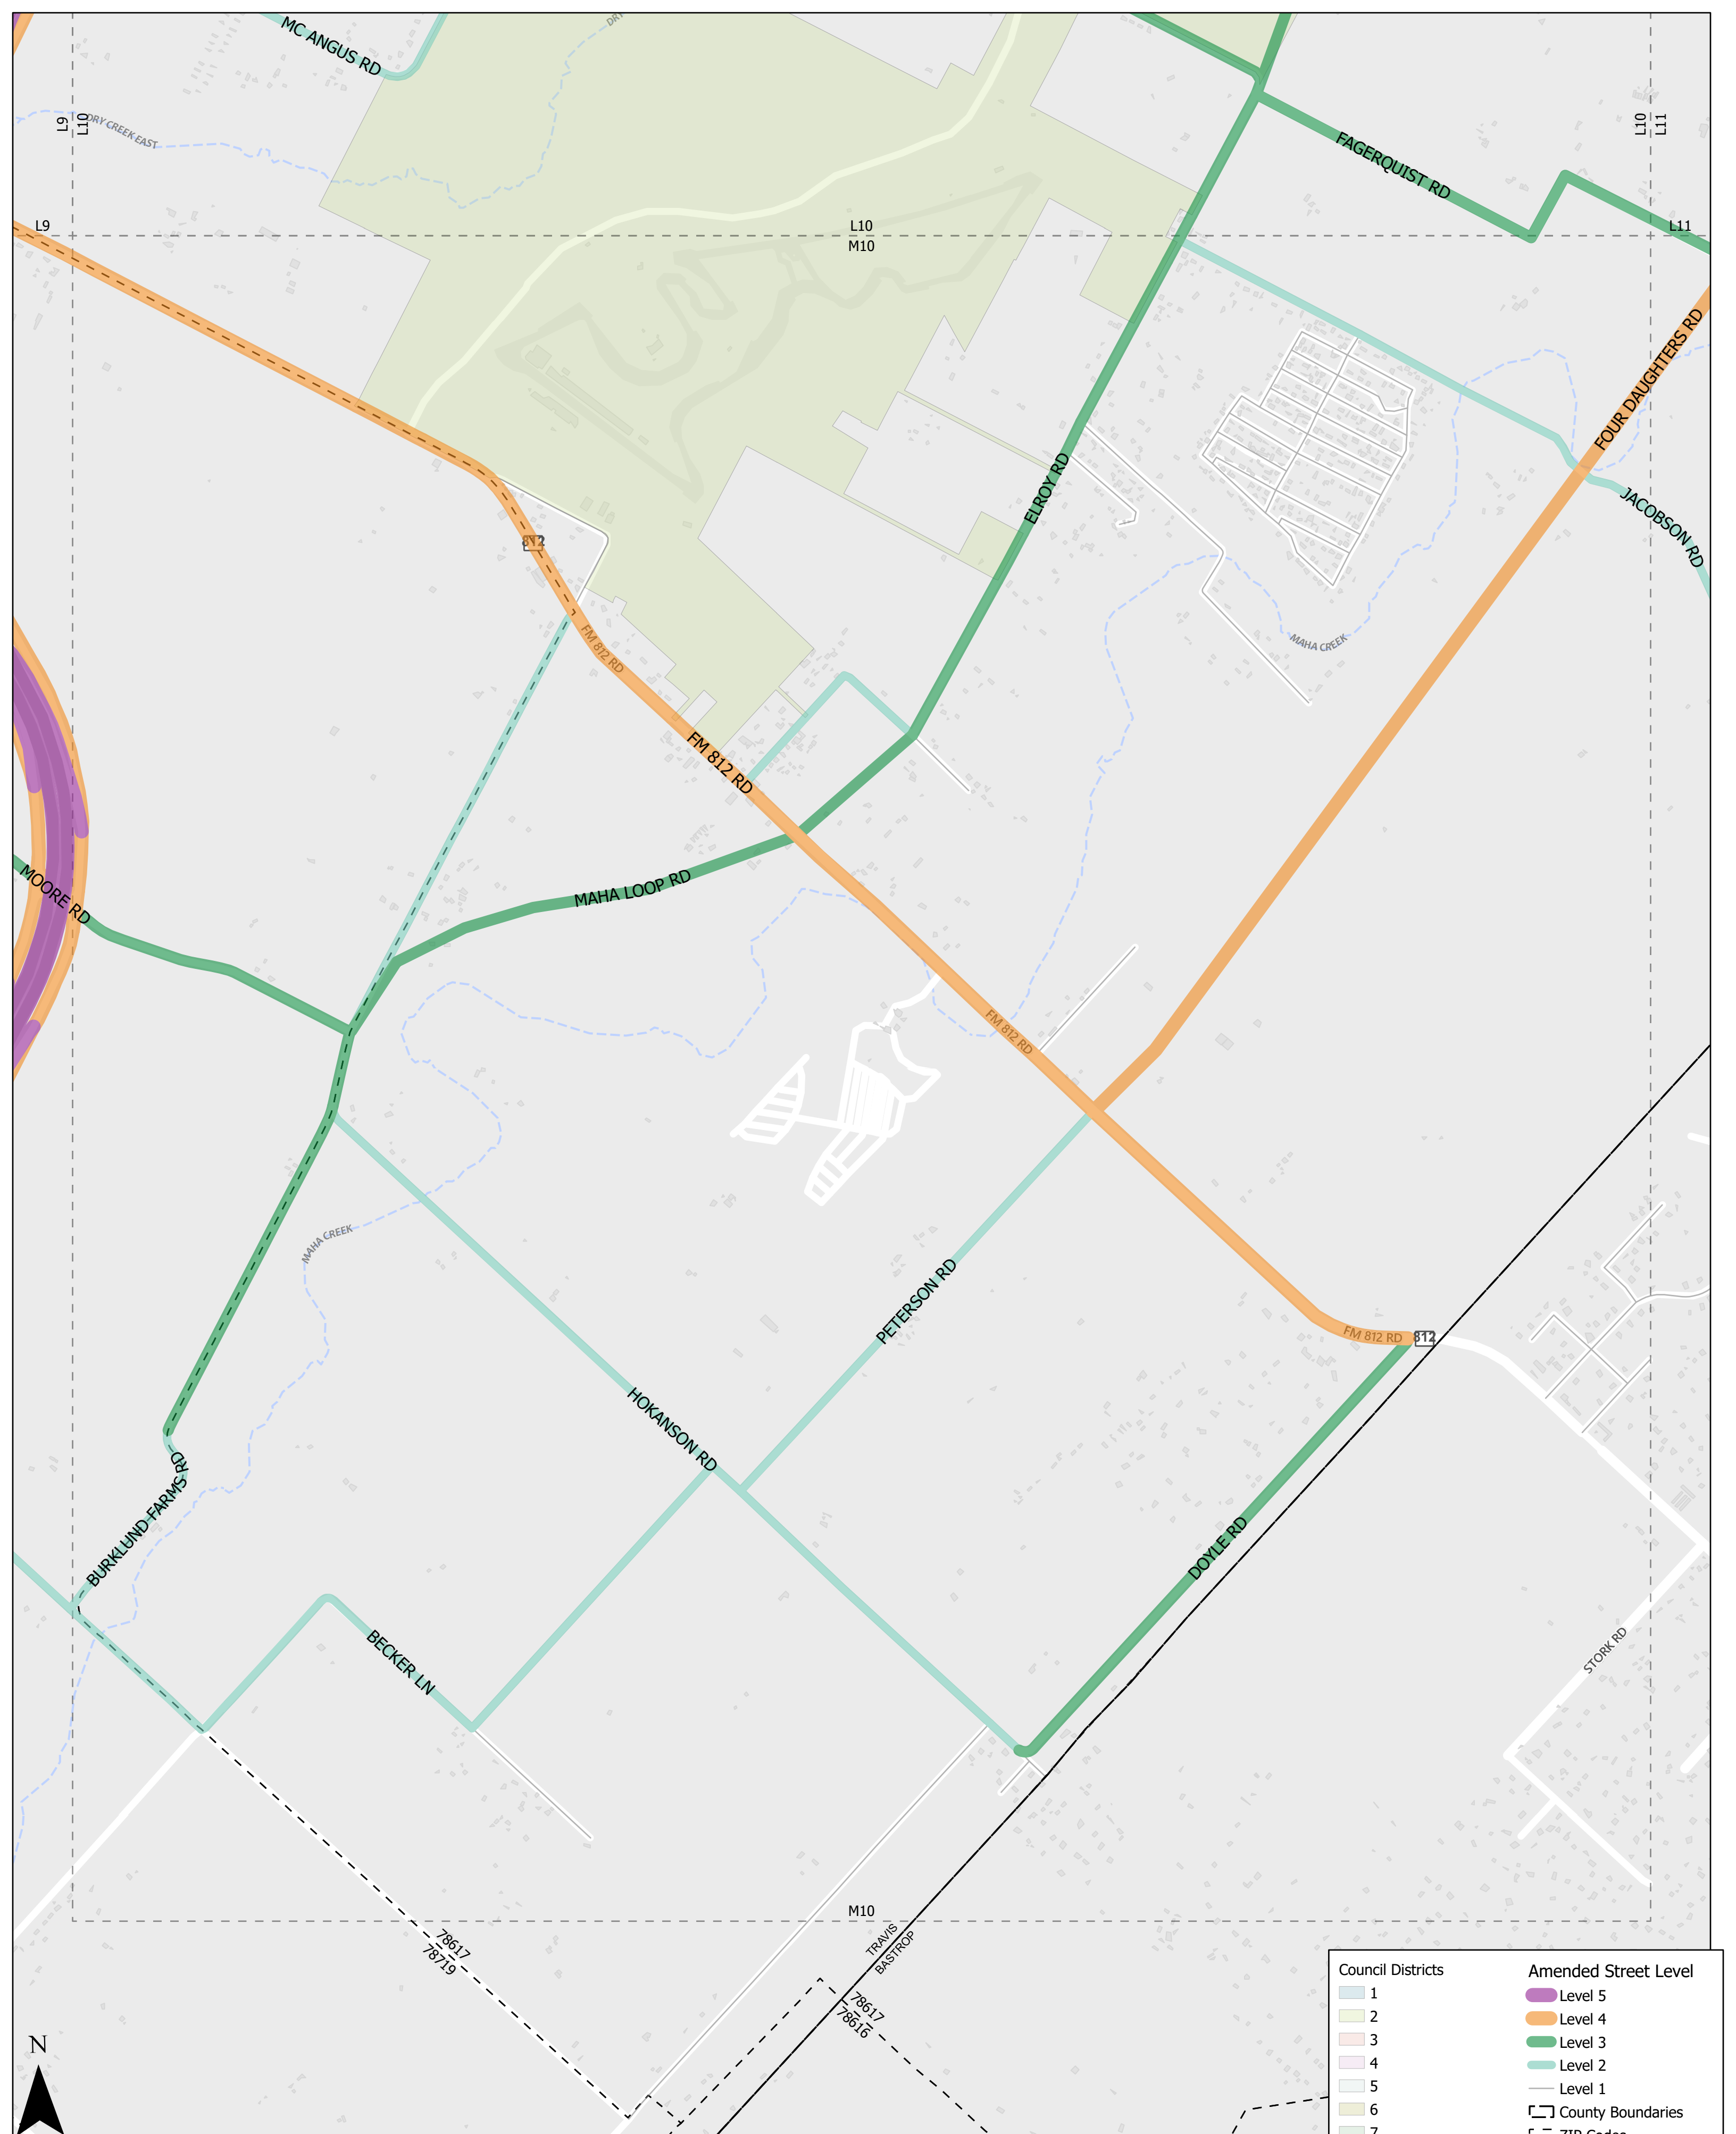 MC ANGUS RD
DRY
DRY CREEK EAST
L9
L10
L10
L11
FAGERQUIST RD
L9
L10
M10
L11
FOUR DAUGHTERS RD
ELROY RD
JACOBSON RD
812
FM 812 RD
MAHA CREEK
FM 812 RD
MOORE RD
MAHA LOOP RD
FM 812 RD
MAHA CREEK
PETERSON RD
FM 812 RD
812
HOKANSON RD
BURKLUND FARMS RD
DOYLE RD
BECKER LN
STORK RD
M10
TRAVIS
BASTROP
78617
78719
78617
78616
N
Council Districts
1
2
3
4
5
6
7
Amended Street Level
Level 5
Level 4
Level 3
Level 2
Level 1
County Boundaries
ZIP Codes